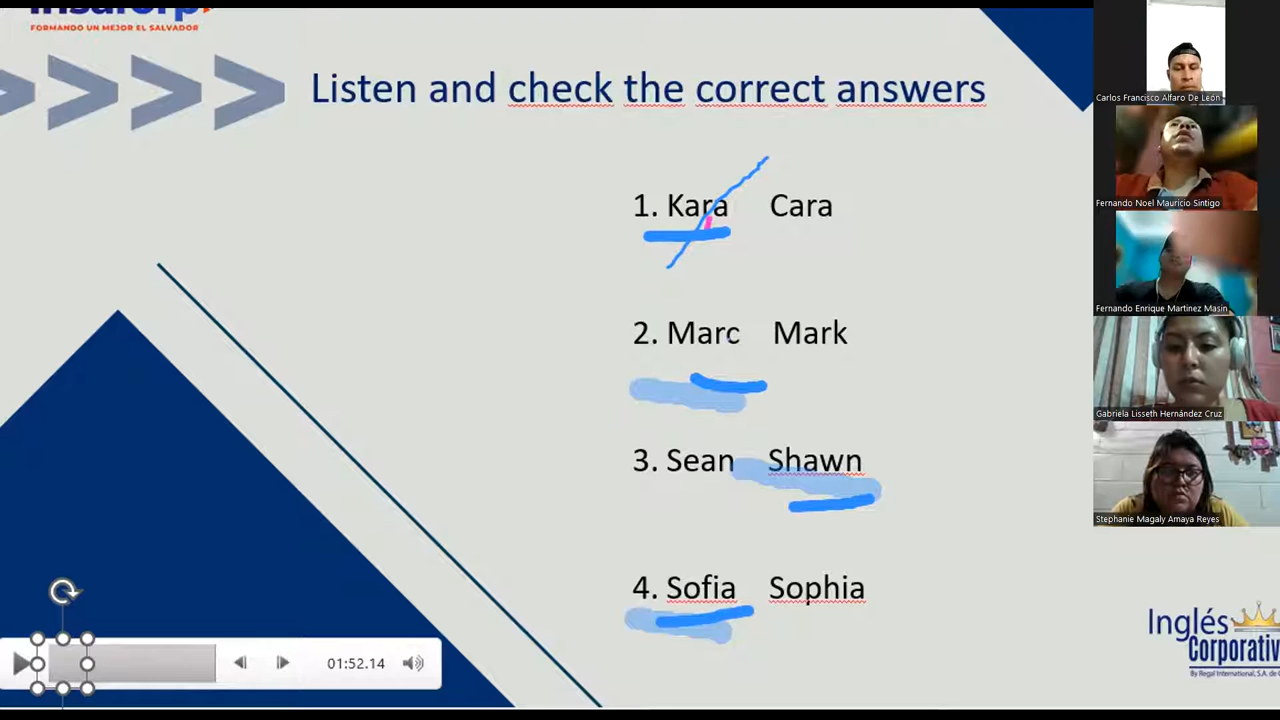 FORMANDO UN MEJOR EL SALVADOR
Listen and check the correct answers
1. Kara Cara
2. Marc Mark
3. Sean Shawn
4. Sofia Sophia
01:52.14
Inglés
Corporativ
By Regal International, S.A. de C
Carlos Francisco Alfaro De Leon
Fernando Noel Mauricio Sintigo
Fernando Enrique Martinez Masin
Gabriela Lisseth Hernández Cruz
Stephanie Magaly Amaya Reyes